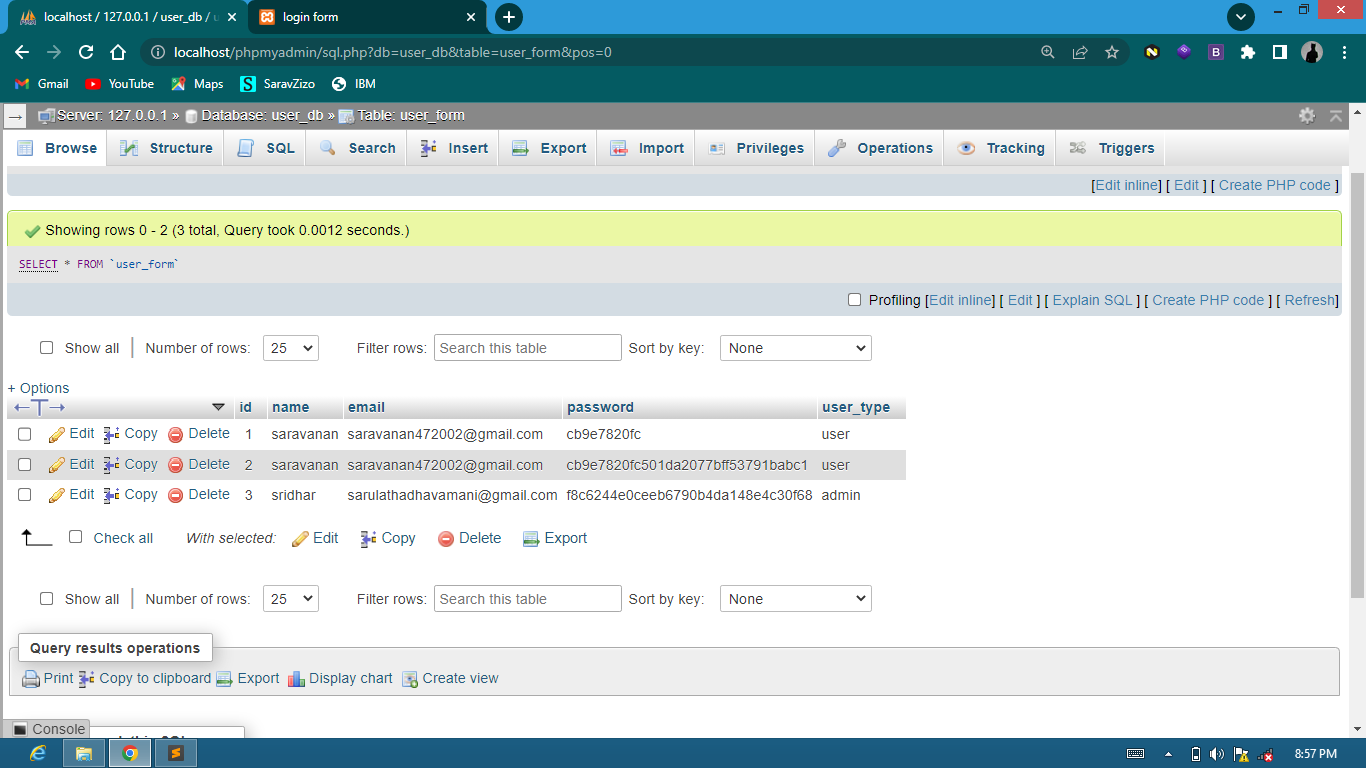 localhost / 127.0.0.1 / user_db / u
login form
localhost/phpmyadmin/sql.php?db=user_db&table=user_form&pos=0
Gmail YouTube Maps SaravZizo IBM
Server: 127.0.0.1 » Database: user_db » Table: user_form
Browse Structure SQL Search Insert Export Import Privileges Operations Tracking Triggers
[Edit inline] [ Edit ] [ Create PHP code ]
Showing rows 0 - 2 (3 total, Query took 0.0012 seconds.)
SELECT * FROM `user_form`
Profiling [Edit inline] [ Edit ] [ Explain SQL ] [ Create PHP code ] [ Refresh]
Show all Number of rows: 25 Filter rows: Search this table Sort by key: None
+ Options
id name email password user_type
Edit Copy Delete 1 saravanan saravanan472002@gmail.com cb9e7820fc user
Edit Copy Delete 2 saravanan saravanan472002@gmail.com cb9e7820fc501da2077bff53791babc1 user
Edit Copy Delete 3 sridhar sarulathadhavamani@gmail.com f8c6244e0ceeb6790b4da148e4c30f68 admin
Check all With selected: Edit Copy Delete Export
Show all Number of rows: 25 Filter rows: Search this table Sort by key: None
Query results operations
Print Copy to clipboard Export Display chart Create view
Console
8:57 PM